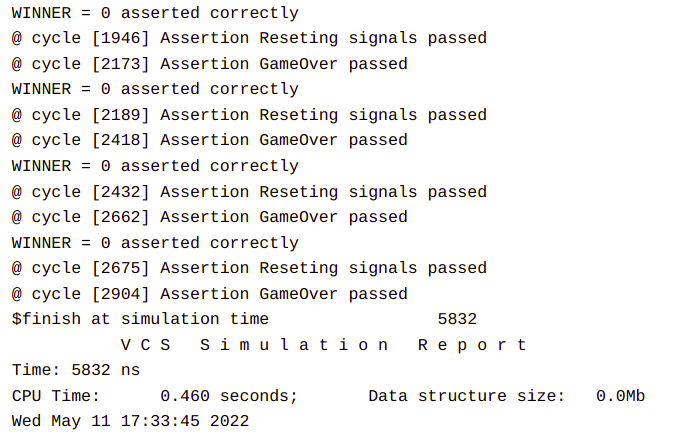 WINNER = 0 asserted correctly
@ cycle [1946] Assertion Reseting signals passed
@ cycle [2173] Assertion GameOver passed
WINNER = 0 asserted correctly
@ cycle [2189] Assertion Reseting signals passed
@ cycle [2418] Assertion GameOver passed
WINNER = 0 asserted correctly
@ cycle [2432] Assertion Reseting signals passed
@ cycle [2662] Assertion GameOver passed
WINNER = 0 asserted correctly
@ cycle [2675] Assertion Reseting signals passed
@ cycle [2904] Assertion GameOver passed
$finish at simulation time                 5832
           V C S   S i m u l a t i o n   R e p o r t
Time: 5832 ns
CPU Time:      0.460 seconds;       Data structure size:   0.0Mb
Wed May 11 17:33:45 2022